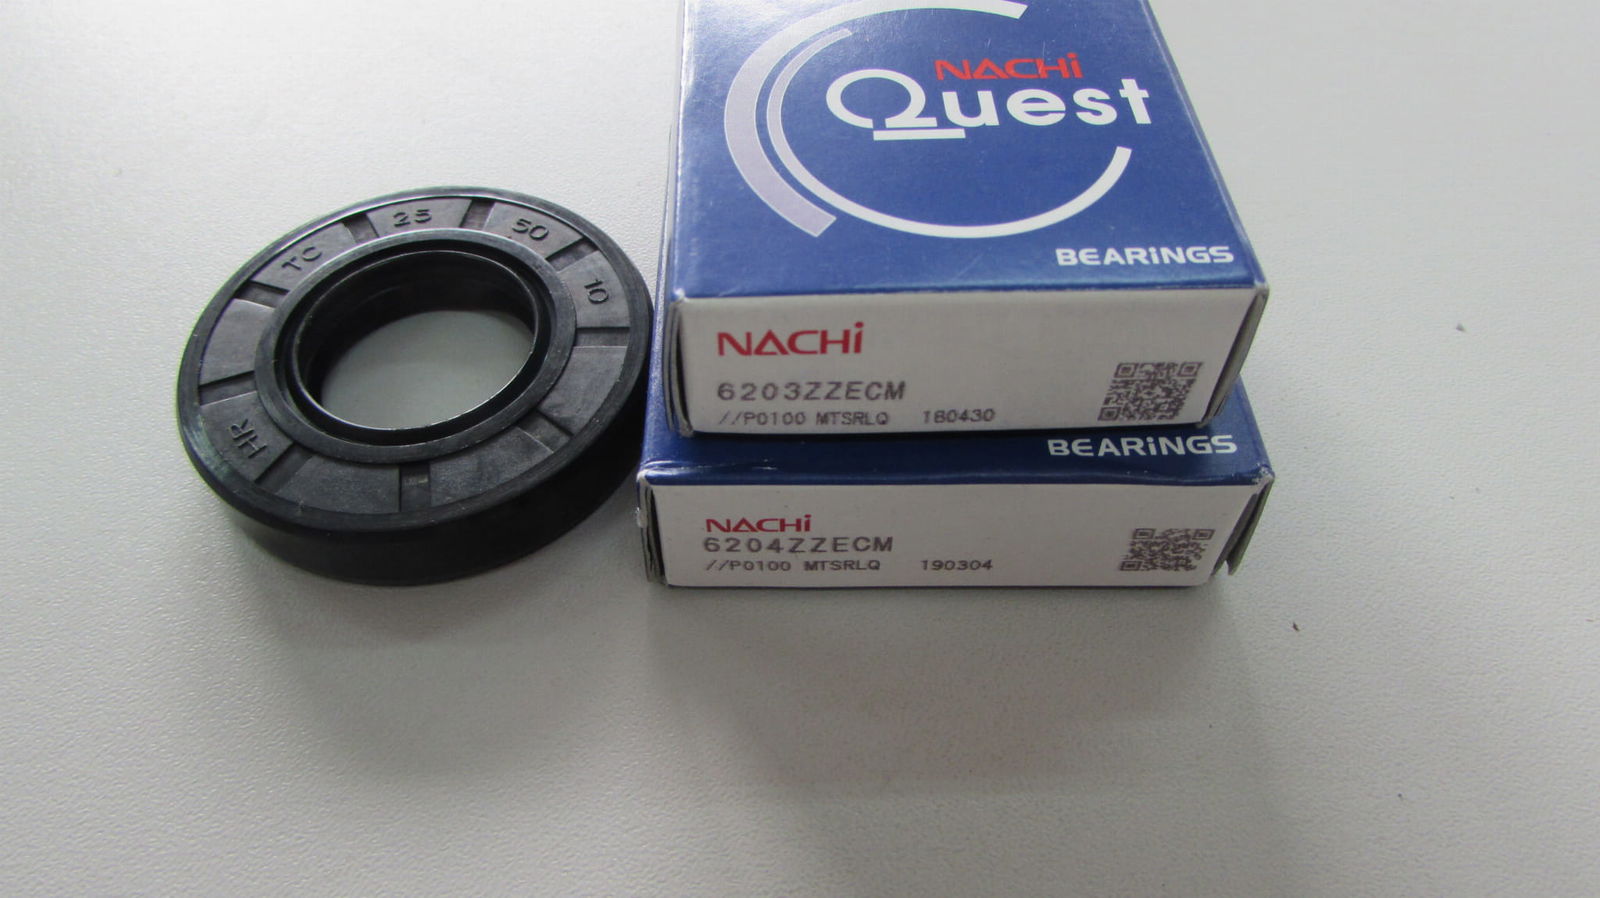 TC 25 50 10
HR
NACHi
Quest
BEARiNGS
NACHi
6203ZZECM
//P0100 MTSRLQ 180430
BEARiNGS
NACHi
6204ZZECM
//P0100 MTSRLQ 190304